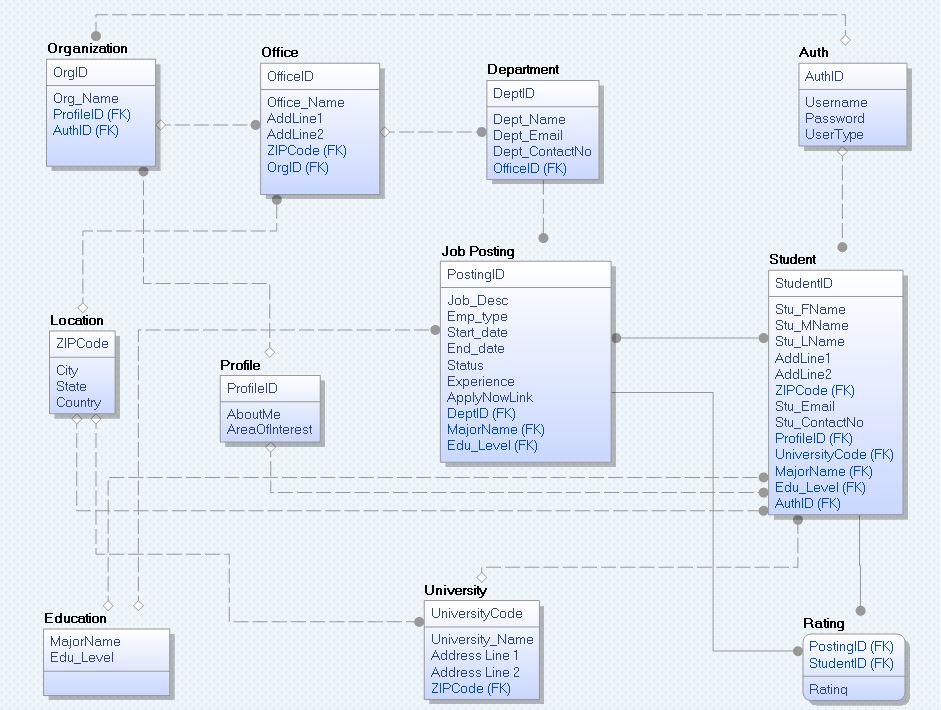 Organization
OrgID
Org_Name
ProfileID (FK)
AuthID (FK)
Office
OfficeID
Office_Name
AddLine1
AddLine2
ZIPCode (FK)
OrgID (FK)
Department
DeptID
Dept_Name
Dept_Email
Dept_ContactNo
OfficeID (FK)
Auth
AuthID
Username
Password
UserType
Location
ZIPCode
City
State
Country
Profile
ProfileID
AboutMe
AreaOfInterest
Job Posting
PostingID
Job_Desc
Emp_type
Start_date
End_date
Status
Experience
ApplyNowLink
DeptID (FK)
MajorName (FK)
Edu_Level (FK)
Student
StudentID
Stu_FName
Stu_MName
Stu_LName
AddLine1
AddLine2
ZIPCode (FK)
Stu_Email
Stu_ContactNo
ProfileID (FK)
UniversityCode (FK)
MajorName (FK)
Edu_Level (FK)
AuthID (FK)
Education
MajorName
Edu_Level
University
UniversityCode
University_Name
Address Line 1
Address Line 2
ZIPCode (FK)
Rating
PostingID (FK)
StudentID (FK)
Rating